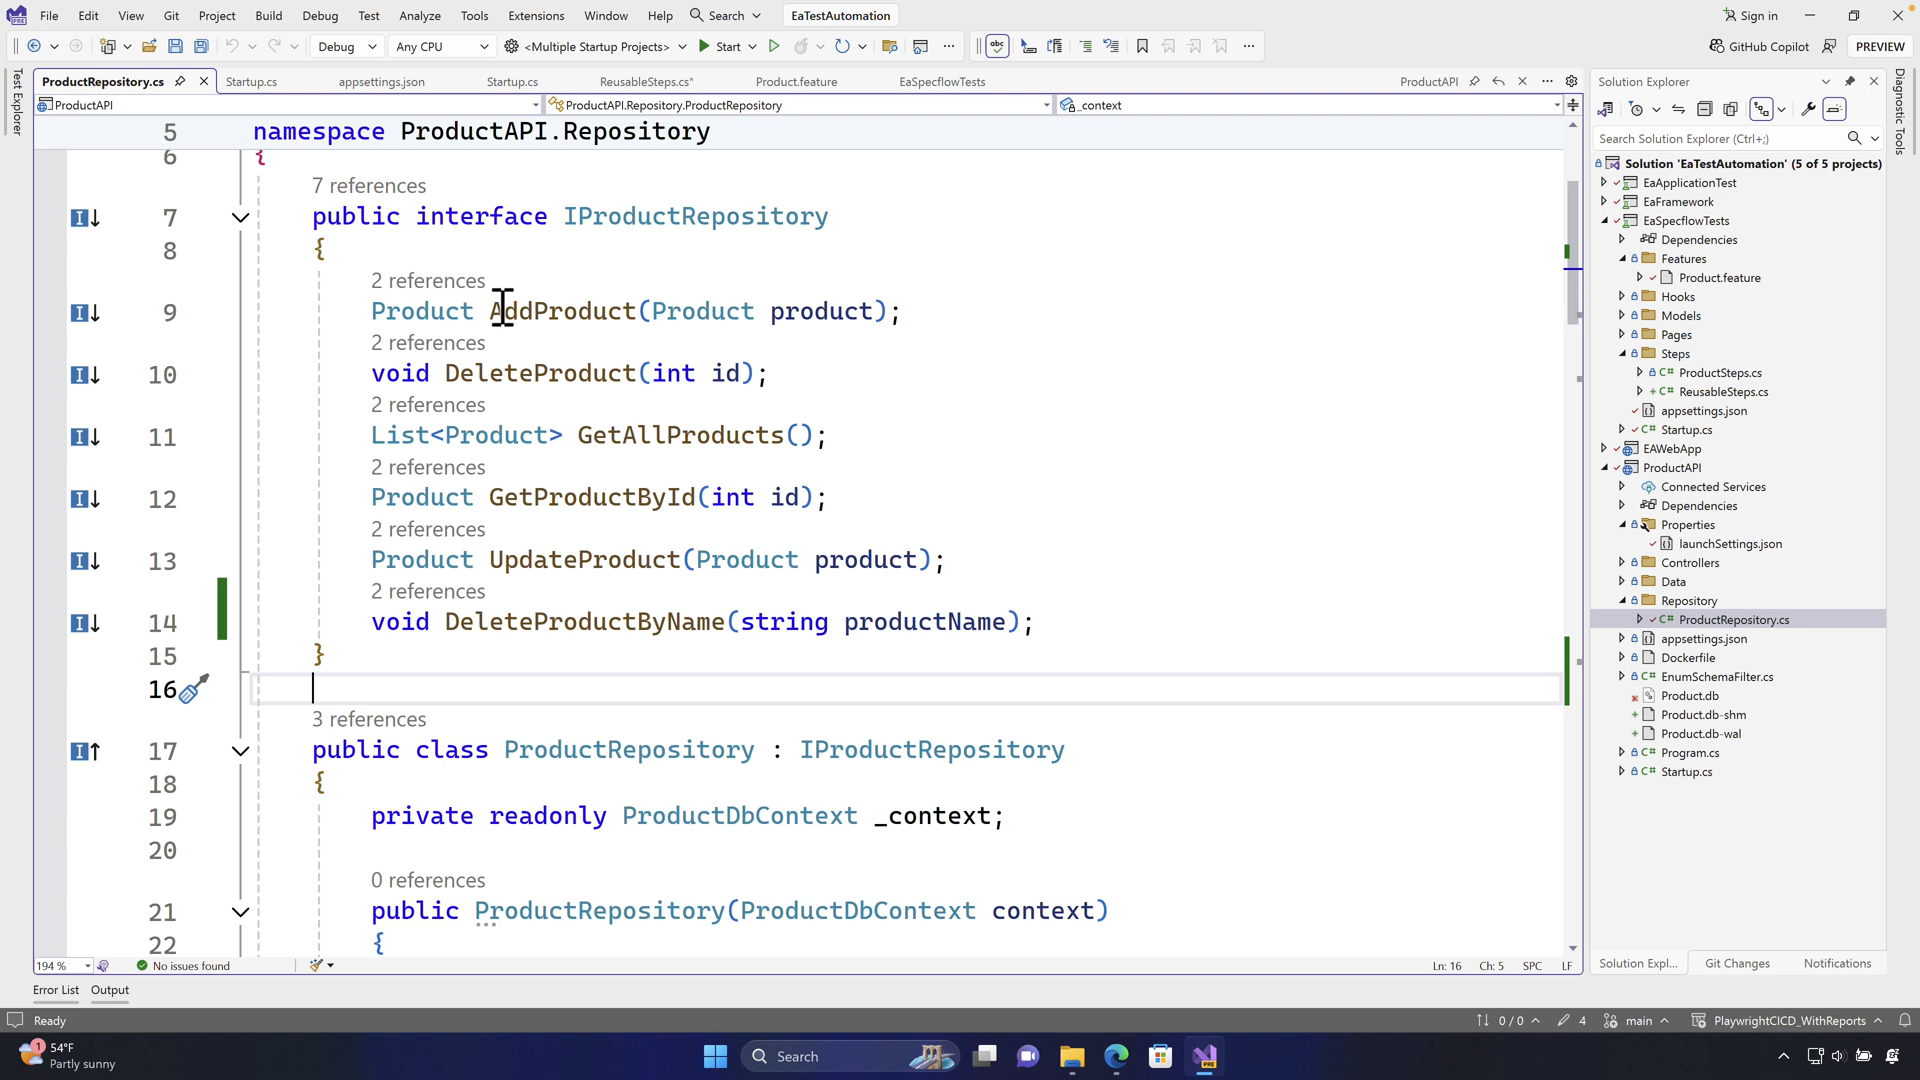 File Edit View Git Project Build Debug Test Analyze Tools Extensions Window Help Search EaTestAutomation Sign in
Debug Any CPU <Multiple Startup Projects> Start abc GitHub Copilot PREVIEW
Test Explorer
ProductRepository.cs Startup.cs appsettings.json Startup.cs ReusableSteps.cs* Product.feature EaSpecflowTests ProductAPI
ProductAPI ProductAPI.Repository.ProductRepository _context
5 namespace ProductAPI.Repository
6 {
7 references
7 public interface IProductRepository
8 {
2 references
9 Product AddProduct(Product product);
2 references
10 void DeleteProduct(int id);
2 references
11 List<Product> GetAllProducts();
2 references
12 Product GetProductById(int id);
2 references
13 Product UpdateProduct(Product product);
2 references
14 void DeleteProductByName(string productName);
15 }
16
3 references
17 public class ProductRepository : IProductRepository
18 {
19 private readonly ProductDbContext _context;
20
0 references
21 public ProductRepository(ProductDbContext context)
22 {
194 % No issues found Ln: 16 Ch: 5 SPC LF
Solution Explorer
Search Solution Explorer (Ctrl+;)
Solution 'EaTestAutomation' (5 of 5 projects)
EaApplicationTest
EaFramework
EaSpecflowTests
Dependencies
Features
Product.feature
Hooks
Models
Pages
Steps
ProductSteps.cs
ReusableSteps.cs
appsettings.json
Startup.cs
EAWebApp
ProductAPI
Connected Services
Dependencies
Properties
launchSettings.json
Controllers
Data
Repository
ProductRepository.cs
appsettings.json
Dockerfile
EnumSchemaFilter.cs
Product.db
Product.db-shm
Product.db-wal
Program.cs
Startup.cs
Solution Expl... Git Changes Notifications
Diagnostic Tools
Error List Output
Ready 0 / 0 4 main PlaywrightCICD_WithReports
1 54°F
Partly sunny
Search
PRE